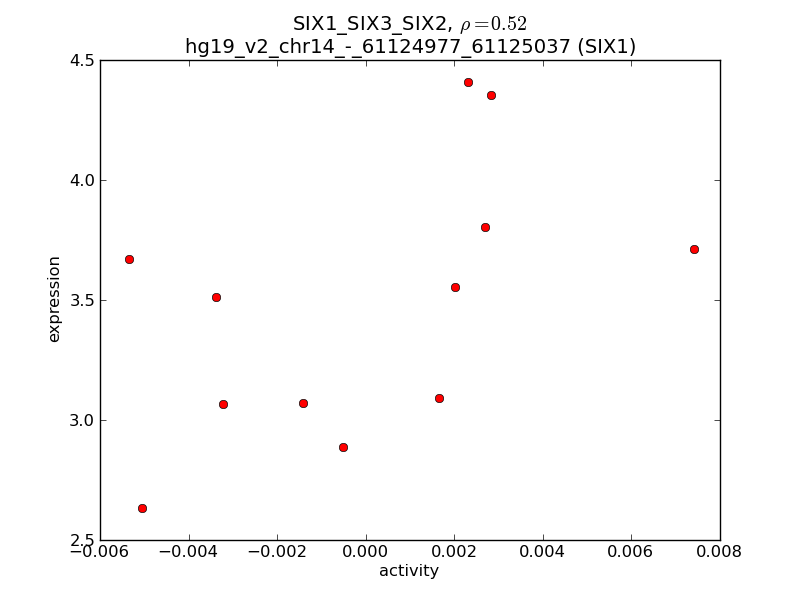 SIX1_SIX3_SIX2, ρ = 0.52
hg19_v2_chr14_-_61124977_61125037 (SIX1)
4.5
4.0
3.5
3.0
2.5
expression
−0.006 −0.004 −0.002 0.000 0.002 0.004 0.006 0.008
activity